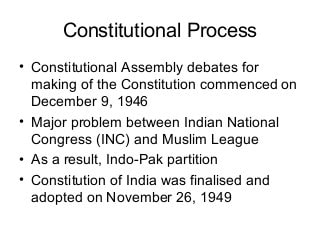 Constitutional Process
• Constitutional Assembly debates for
making of the Constitution commenced on
December 9, 1946
• Major problem between Indian National
Congress (INC) and Muslim League
• As a result, Indo-Pak partition
• Constitution of India was finalised and
adopted on November 26, 1949